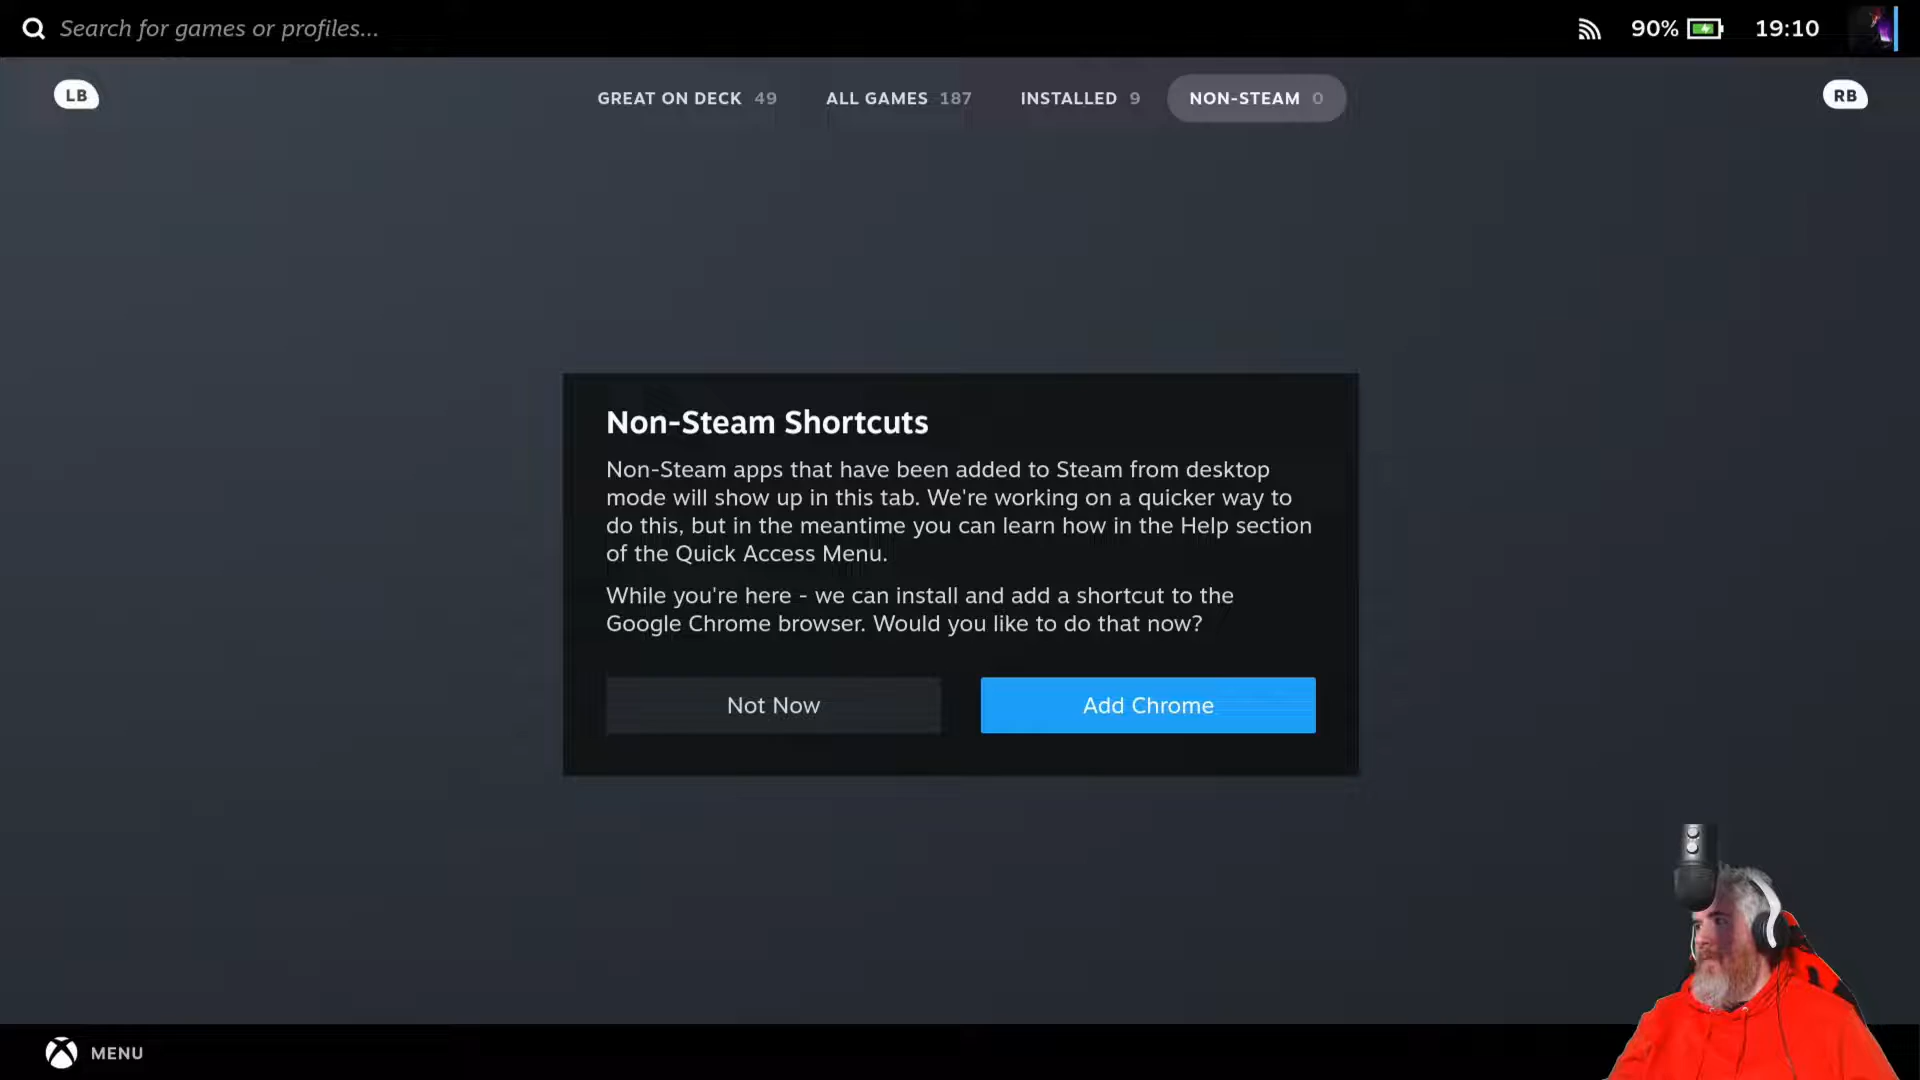 Search for games or profiles...
90%
19:10
LB
GREAT ON DECK 49
ALL GAMES 187
INSTALLED 9
NON-STEAM 0
RB
Non-Steam Shortcuts
Non-Steam apps that have been added to Steam from desktop
mode will show up in this tab. We're working on a quicker way to
do this, but in the meantime you can learn how in the Help section
of the Quick Access Menu.
While you're here - we can install and add a shortcut to the
Google Chrome browser. Would you like to do that now?
Not Now
Add Chrome
MENU